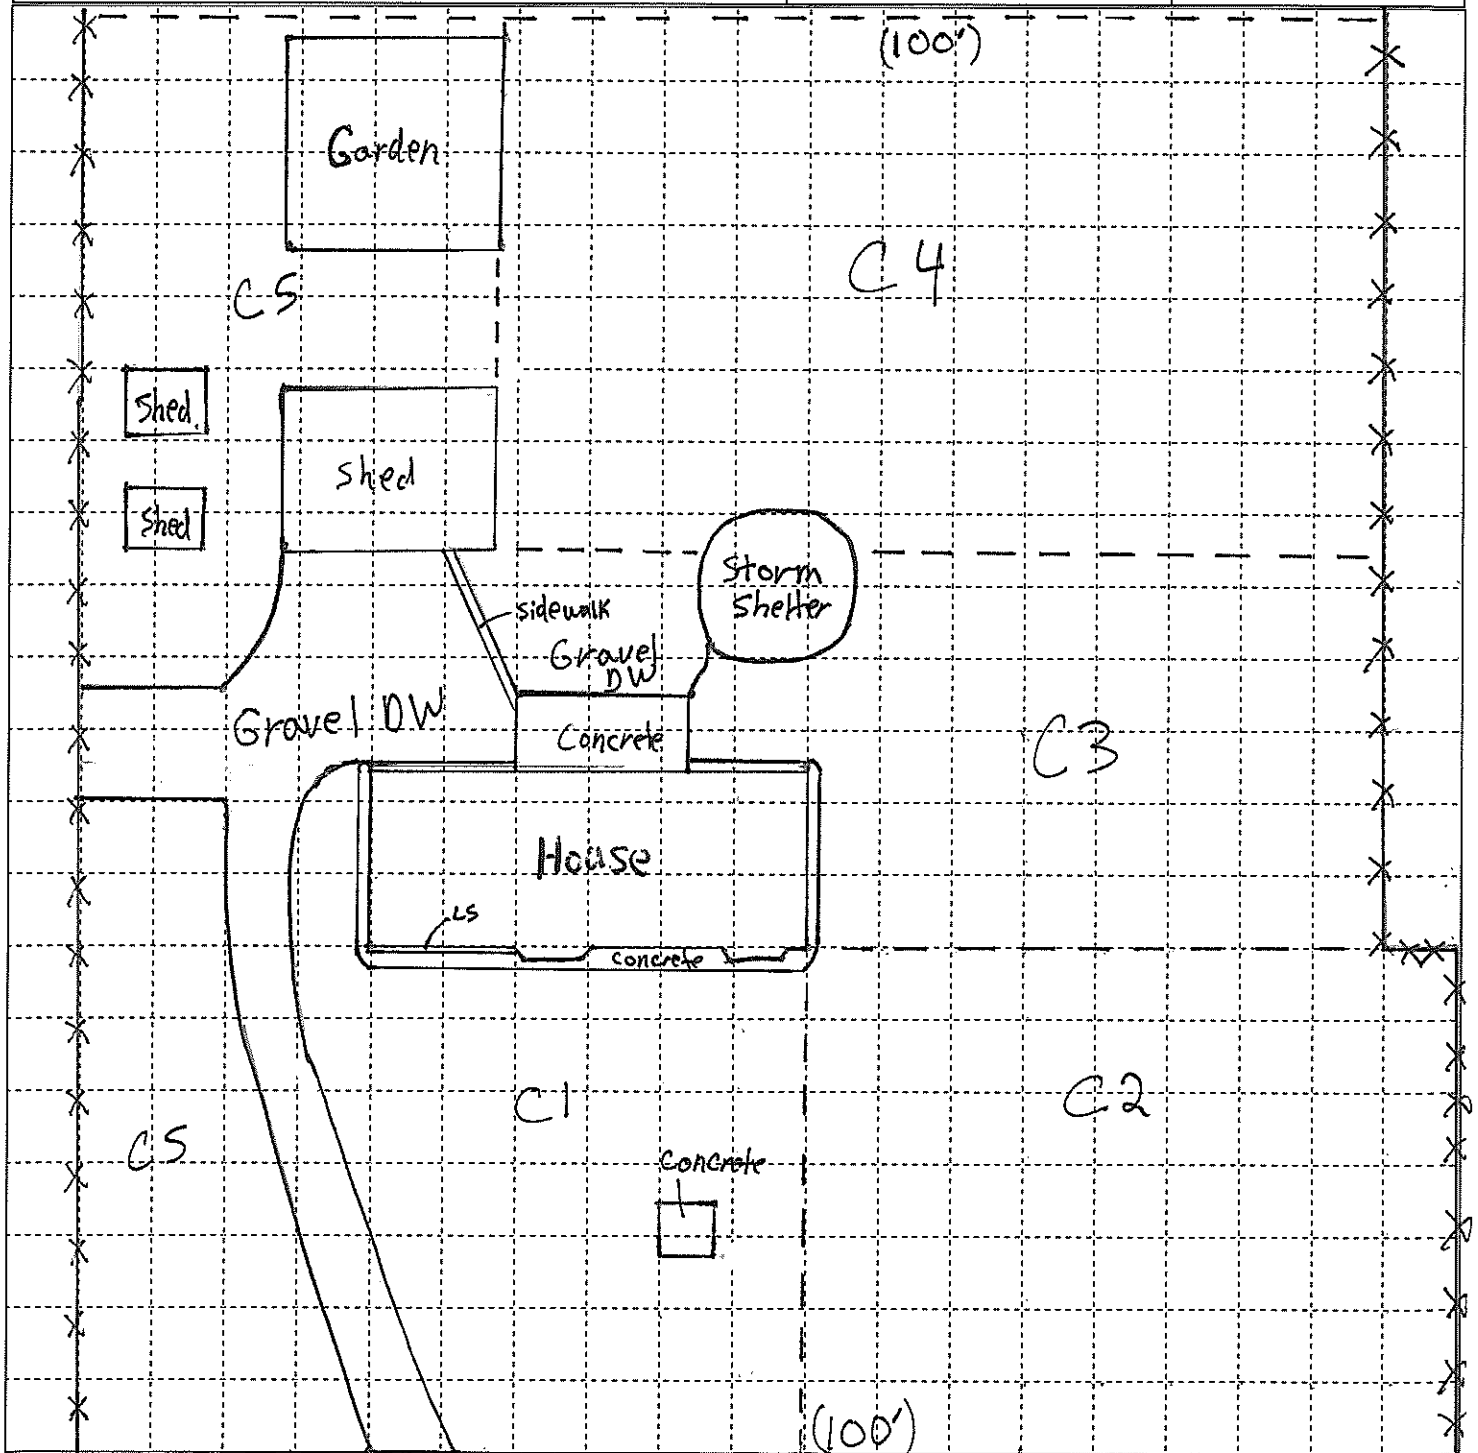 (100')
Garden
C4
C5
Shed
Shed
Shed
Storm
Shelter
Sidewalk
Gravel
DW
Gravel DW
Concrete
C3
House
LS
Concrete
C1
C2
C5
Concrete
(100')